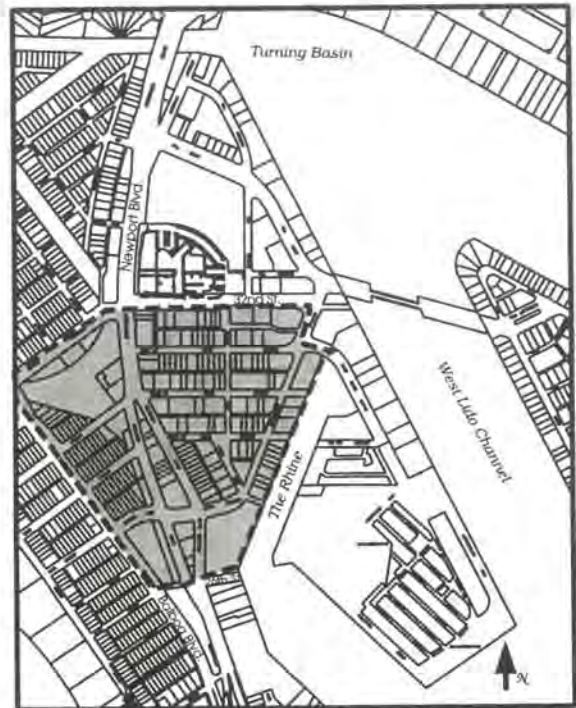 Turning Basin
Newport Blvd.
32nd St.
West Lido Channel
The Rhine
Balboa Blvd.
N